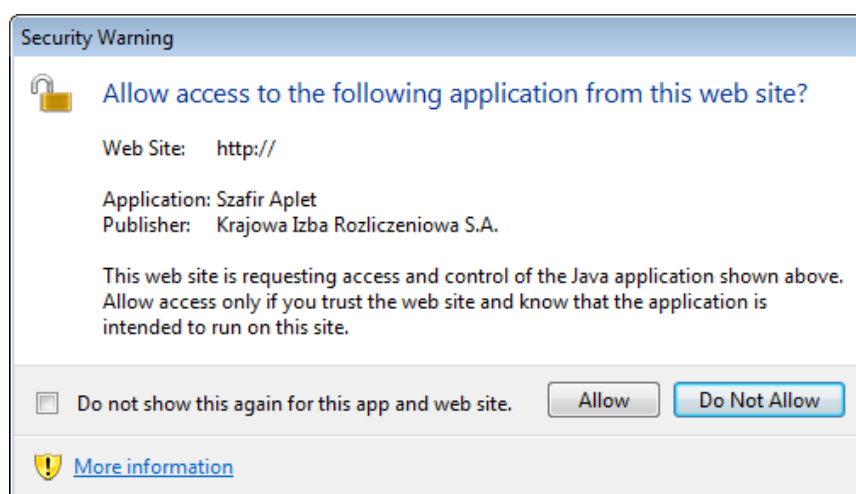 Security Warning
Allow access to the following application from this web site?
Web Site: http://
Application: Szafir Aplet
Publisher: Krajowa Izba Rozliczeniowa S.A.
This web site is requesting access and control of the Java application shown above.
Allow access only if you trust the web site and know that the application is
intended to run on this site.
Do not show this again for this app and web site. Allow Do Not Allow
More information